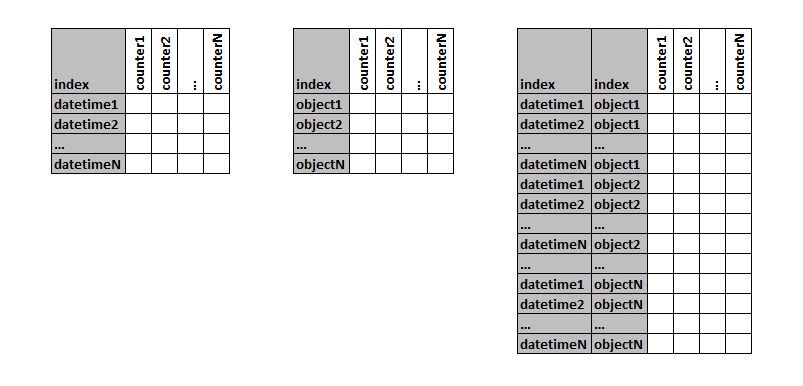 index counter1 counter2 ... counterN
datetime1
datetime2
...
datetimeN
index counter1 counter2 ... counterN
object1
object2
...
objectN
index index counter1 counter2 ... counterN
datetime1 object1
datetime2 object1
... ...
datetimeN object1
datetime1 object2
datetime2 object2
... ...
datetimeN object2
... ...
datetime1 objectN
datetime2 objectN
... ...
datetimeN objectN